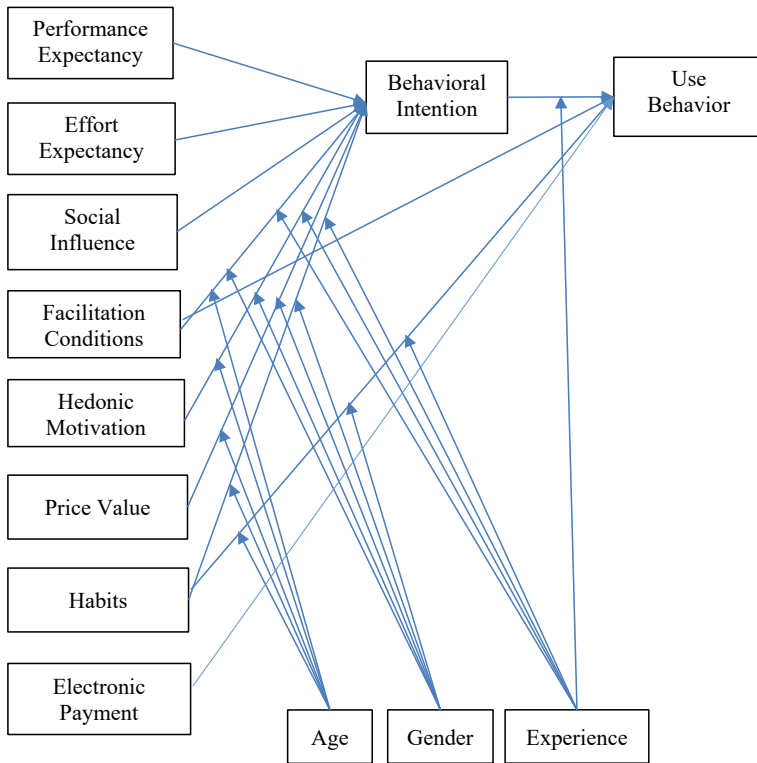 Performance
Expectancy
Behavioral
Intention
Use
Behavior
Effort
Expectancy
Social
Influence
Facilitation
Conditions
Hedonic
Motivation
Price Value
Habits
Electronic
Payment
Age
Gender
Experience